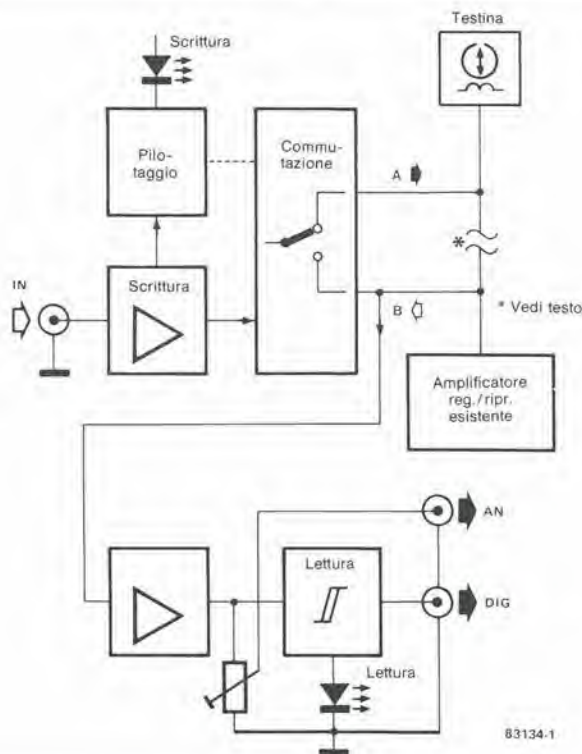 Testina
Scrittura
Pilo-
taggio
Commu-
tazione
A
*
IN
Scrittura
B
* Vedi testo
Amplificatore
reg./ripr.
esistente
AN
Lettura
DIG
Lettura
83134-1